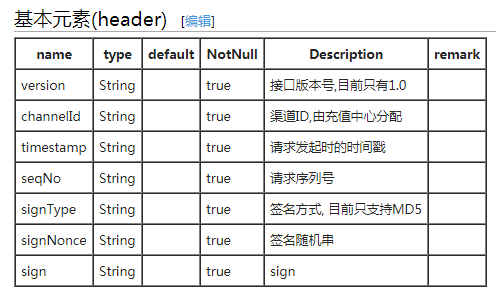 基本元素(header) [编辑]
name type default NotNull Description remark
version String true 接口版本号,目前只有1.0
channelId String true 渠道ID,由充值中心分配
timestamp String true 请求发起时的时间戳
seqNo String true 请求序列号
signType String true 签名方式, 目前只支持MD5
signNonce String true 签名随机串
sign String true sign